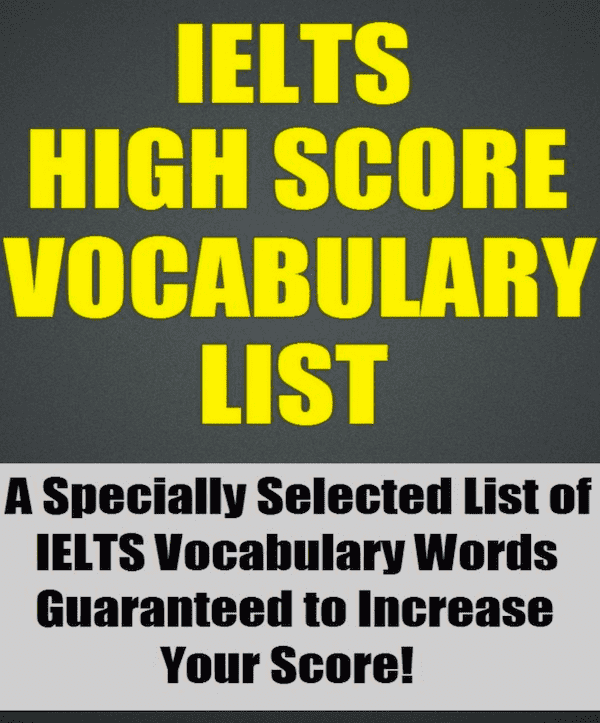 IELTS
HIGH SCORE
VOCABULARY
LIST
A Specially Selected List of
IELTS Vocabulary Words
Guaranteed to Increase
Your Score!